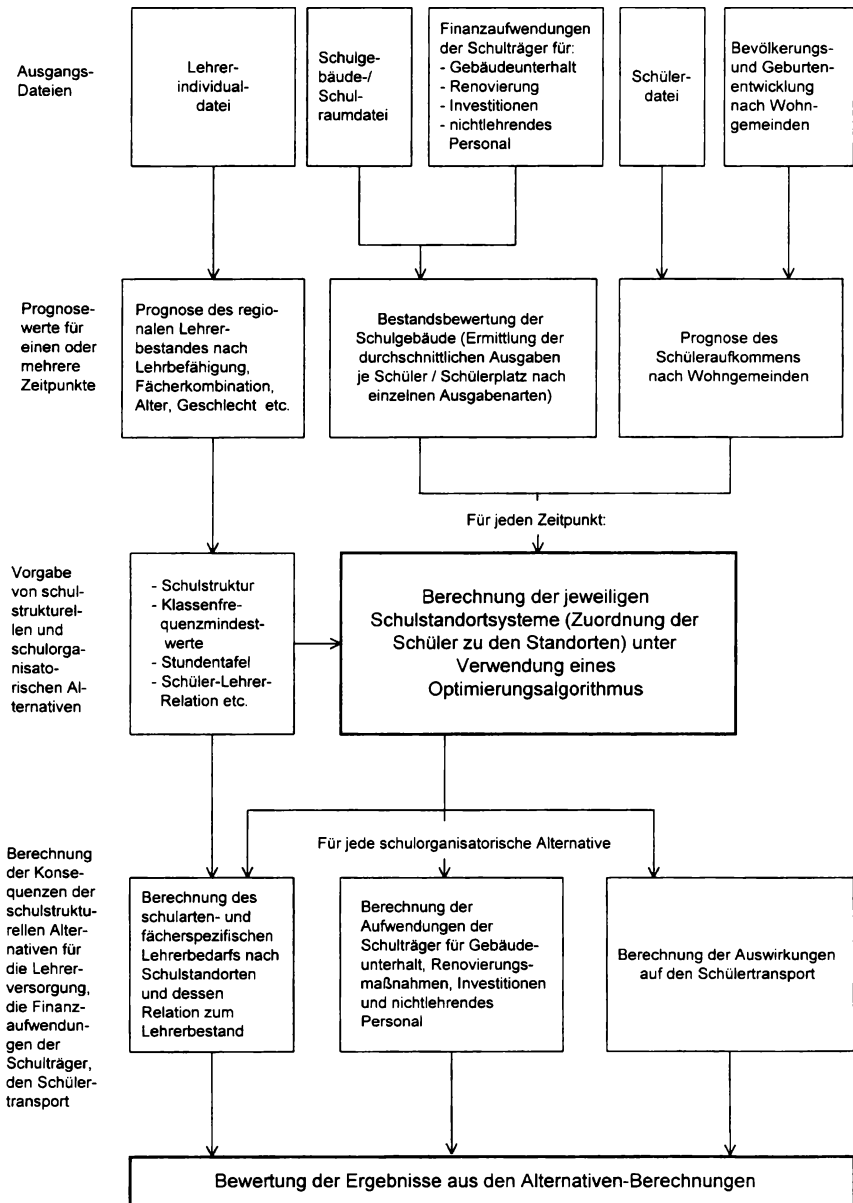 Ausgangs-
Dateien
Lehrer-
individual-
datei
Schulge-
bäude-/
Schul-
raumdatei
Finanzaufwendungen
der Schulträger für:
- Gebäudeunterhalt
- Renovierung
- Investitionen
- nichtlehrendes
Personal
Schüler-
datei
Bevölkerungs-
und Geburten-
entwicklung
nach Wohn-
gemeinden
Prognose-
werte für
einen oder
mehrere
Zeitpunkte
Prognose des regio-
nalen Lehrer-
bestandes nach
Lehrbefähigung,
Fächerkombination,
Alter, Geschlecht etc.
Bestandsbewertung der
Schulgebäude (Ermittlung der
durchschnittlichen Ausgaben
je Schüler / Schülerplatz nach
einzelnen Ausgabenarten)
Prognose des
Schüleraufkommens
nach Wohngemeinden
Für jeden Zeitpunkt:
Vorgabe
von schul-
strukturel-
len und
schulorga-
nisato-
rischen Al-
ternativen
- Schulstruktur
- Klassenfre-
quenzmindest-
werte
- Stundentafel
- Schüler-Lehrer-
Relation etc.
Berechnung der jeweiligen
Schulstandortsysteme (Zuordnung der
Schüler zu den Standorten) unter
Verwendung eines
Optimierungsalgorithmus
Für jede schulorganisatorische Alternative
Berechnung
der Konse-
quenzen der
schulstruktu-
rellen Alter-
nativen für
die Lehrer-
versorgung,
die Finanz-
aufwendun-
gen der
Schulträger,
den Schüler-
transport
Berechnung des
schularten- und
fächerspezifischen
Lehrerbedarfs nach
Schulstandorten
und dessen
Relation zum
Lehrerbestand
Berechnung der
Aufwendungen der
Schulträger für Gebäude-
unterhalt, Renovierungs-
maßnahmen, Investitionen
und nichtlehrendes
Personal
Berechnung der Auswirkungen
auf den Schülertransport
Bewertung der Ergebnisse aus den Alternativen-Berechnungen